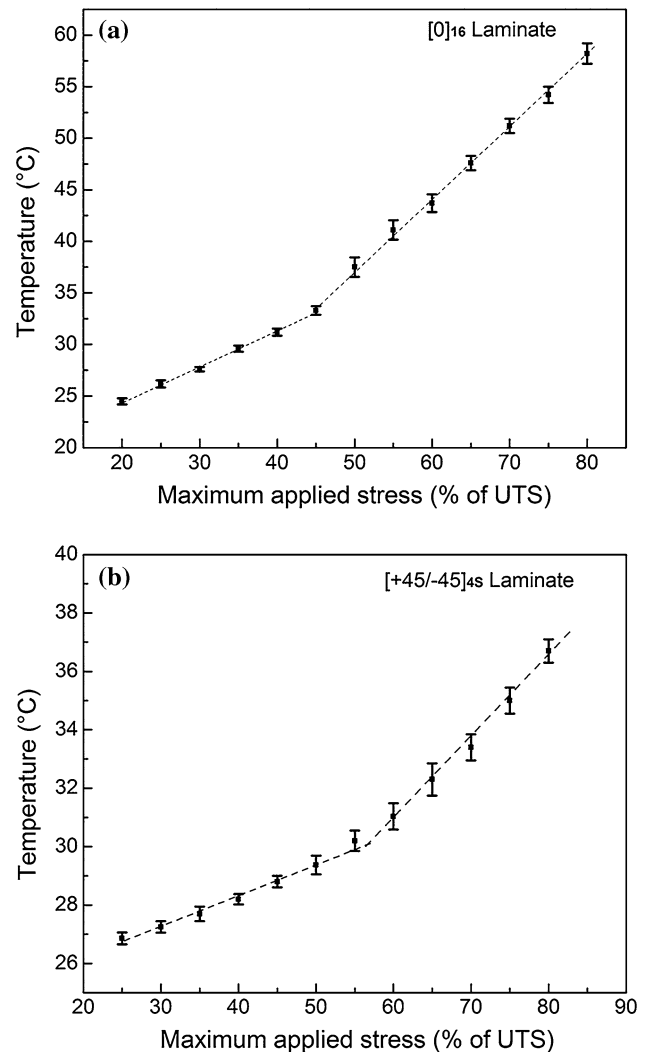 (a)
[0]16 Laminate
60
55
50
45
40
35
30
25
20
Temperature (°C)
20 30 40 50 60 70 80
Maximum applied stress (% of UTS)
(b)
[+45/-45]4S Laminate
40
38
36
34
32
30
28
26
Temperature (°C)
20 30 40 50 60 70 80 90
Maximum applied stress (% of UTS)